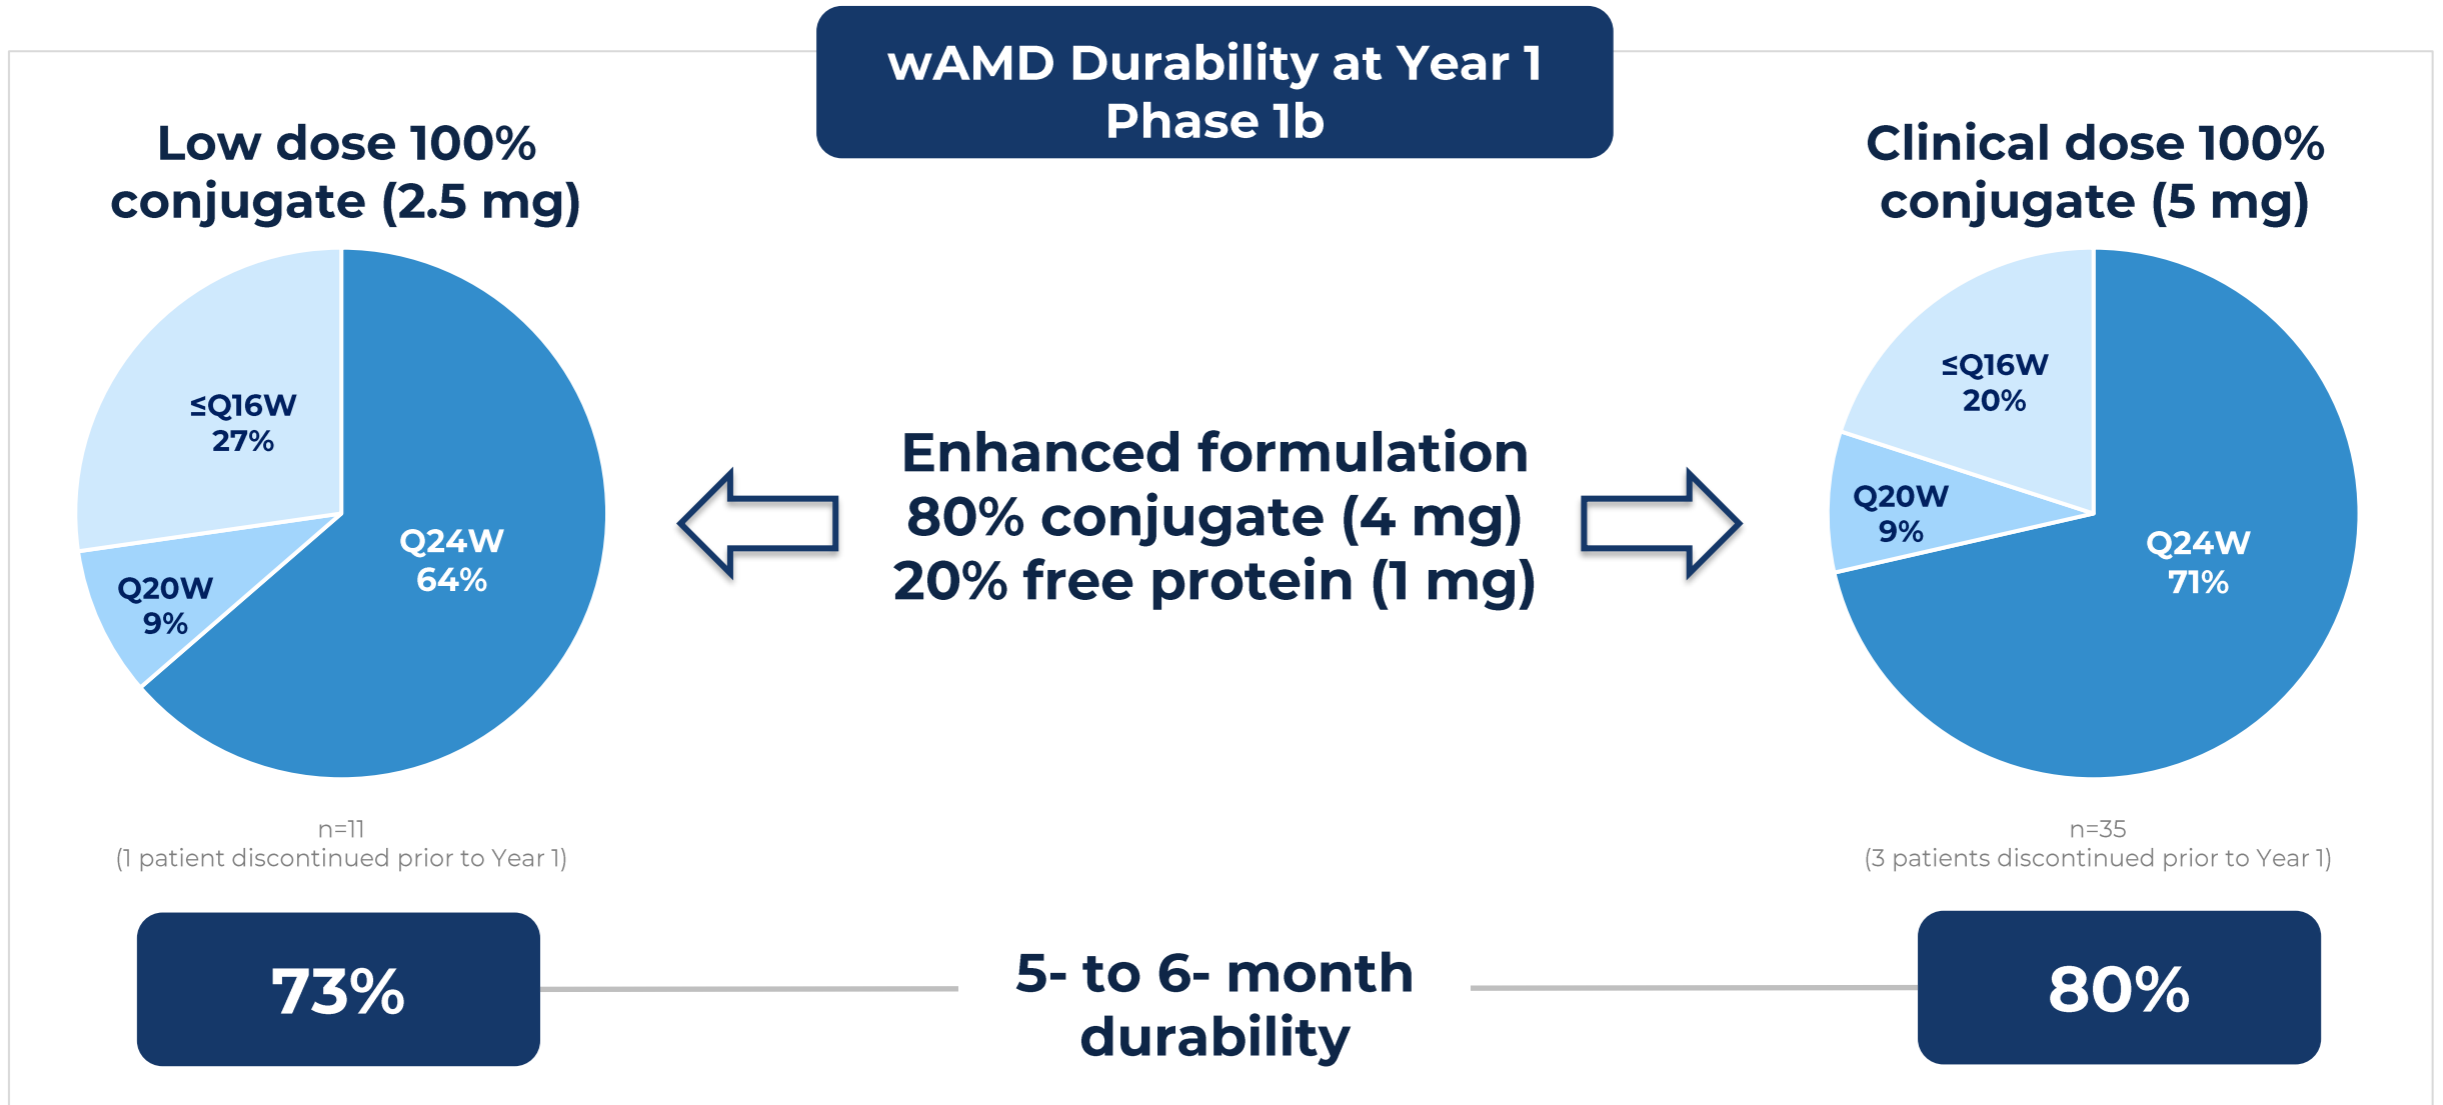 wAMD Durability at Year 1
Phase 1b
Low dose 100%
conjugate (2.5 mg)
≤Q16W
27%
Q20W
9%
Q24W
64%
n=11
(1 patient discontinued prior to Year 1)
73%
Enhanced formulation
80% conjugate (4 mg)
20% free protein (1 mg)
5- to 6- month
durability
Clinical dose 100%
conjugate (5 mg)
≤Q16W
20%
Q20W
9%
Q24W
71%
n=35
(3 patients discontinued prior to Year 1)
80%